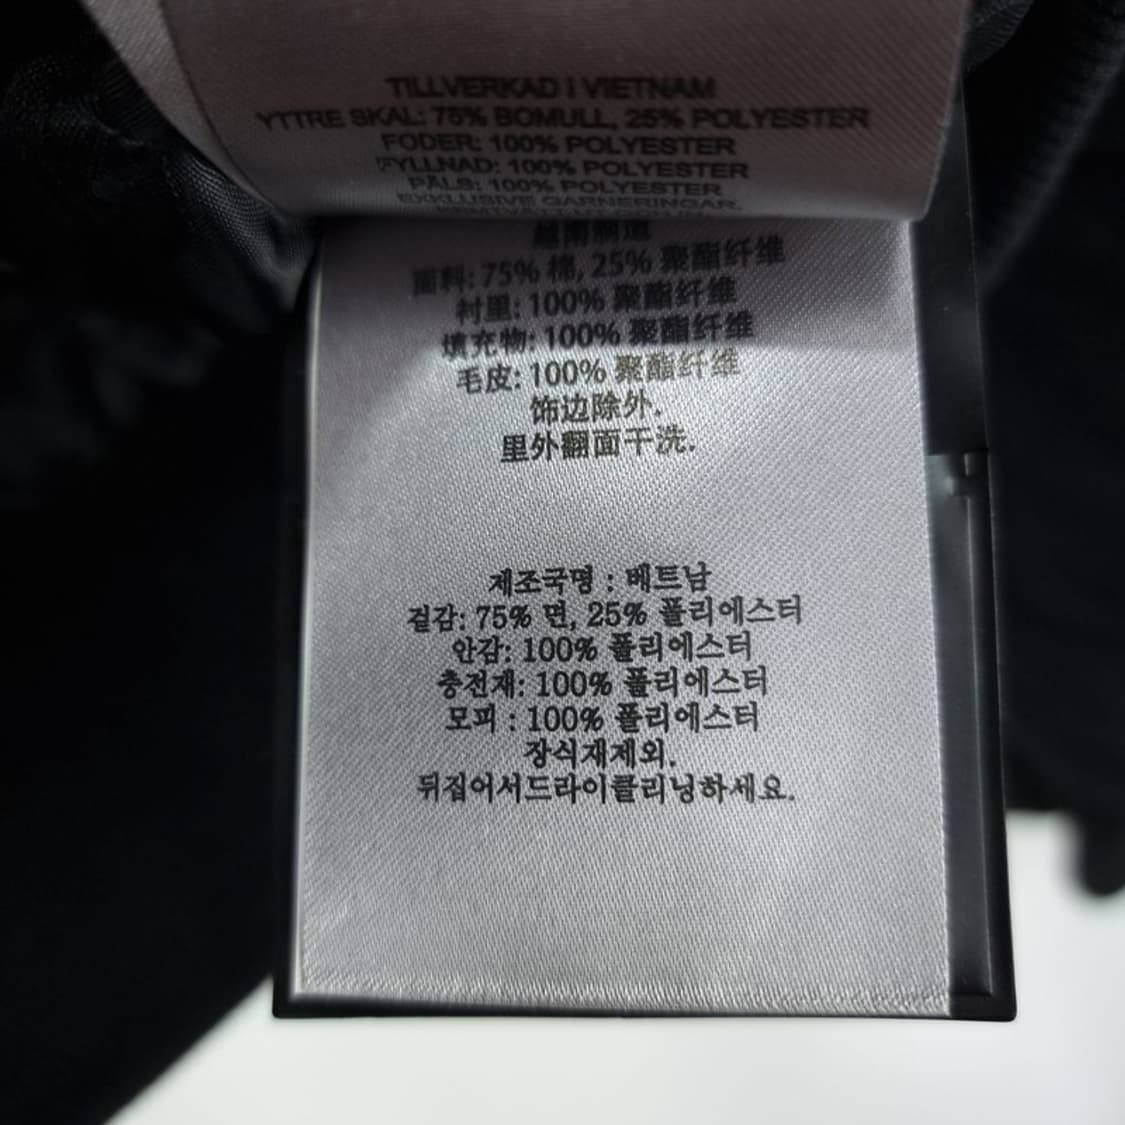 TILLVERKAD I VIETNAM
YTTRE SKAL: 75% BOMULL, 25% POLYESTER
FODER: 100% POLYESTER
FYLLNAD: 100% POLYESTER
PÄLS: 100% POLYESTER
EXKLUSIVE GARNERINGAR.
越南制造
面料: 75% 棉, 25% 聚酯纤维
衬里: 100% 聚酯纤维
填充物: 100% 聚酯纤维
毛皮: 100% 聚酯纤维
饰边除外.
里外翻面干洗.
제조국명 : 베트남
겉감: 75% 면, 25% 폴리에스터
안감: 100% 폴리에스터
충전재: 100% 폴리에스터
모피 : 100% 폴리에스터
장식재제외.
뒤집어서드라이클리닝하세요.